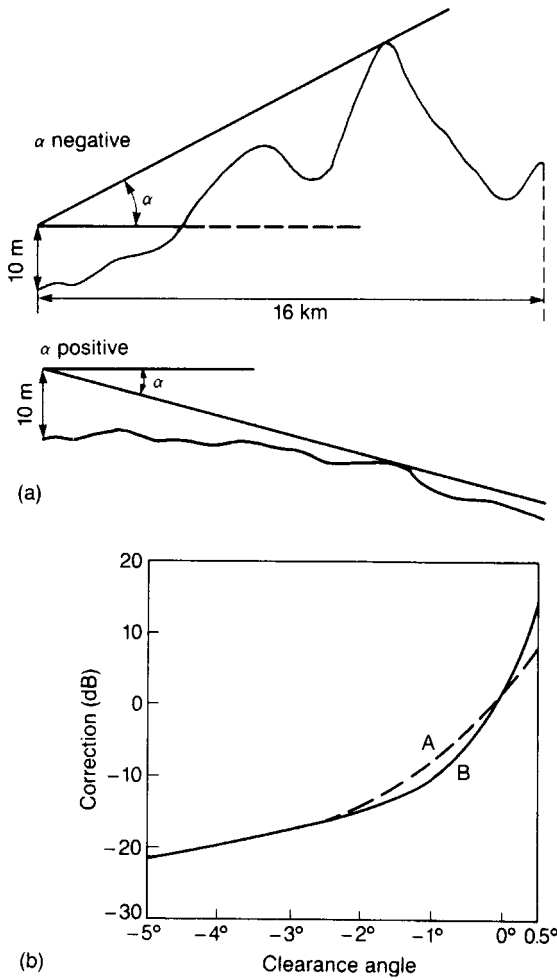 α negative
α
10 m
16 km
α positive
α
10 m
(a)
20
10
0
−10
−20
−30
Correction (dB)
A
B
−5° −4° −3° −2° −1° 0° 0.5°
Clearance angle
(b)